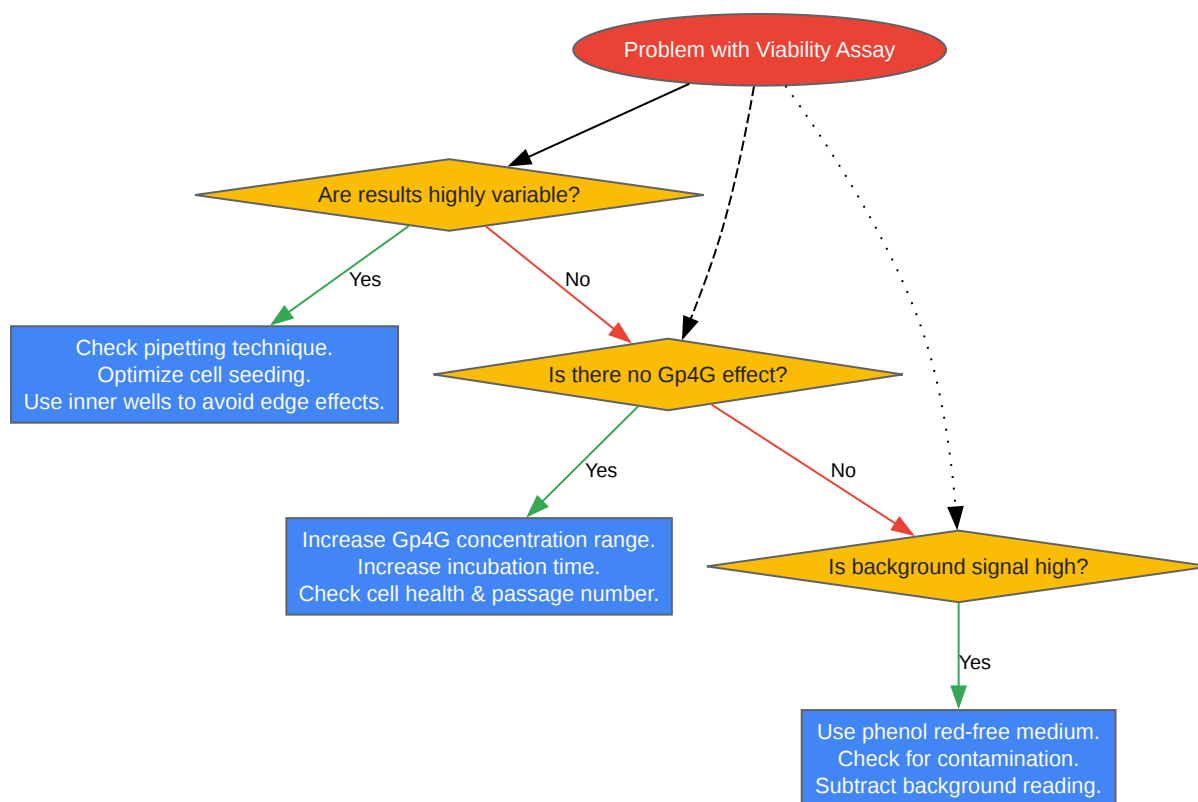 Problem with Viability Assay
Are results highly variable?
Yes
No
Check pipetting technique.
Optimize cell seeding.
Use inner wells to avoid edge effects.
Is there no Gp4G effect?
Yes
No
Increase Gp4G concentration range.
Increase incubation time.
Check cell health & passage number.
Is background signal high?
Yes
Use phenol red-free medium.
Check for contamination.
Subtract background reading.